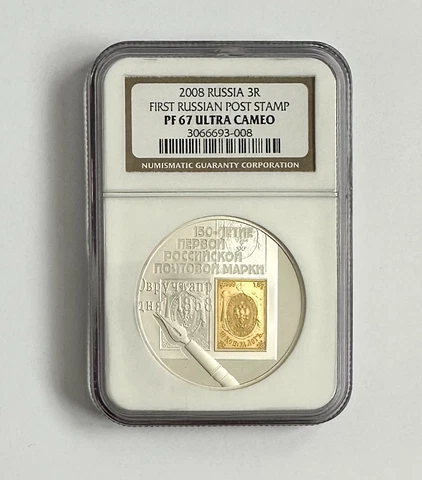 2008 RUSSIA 3R
FIRST RUSSIAN POST STAMP
PF 67 ULTRA CAMEO
3066693-008
NUMISMATIC GUARANTY CORPORATION
150-ЛЕТИЕ
ПЕРВОЙ
РОССИЙСКОЙ
ПОЧТОВОЙ МАРКИ
1858